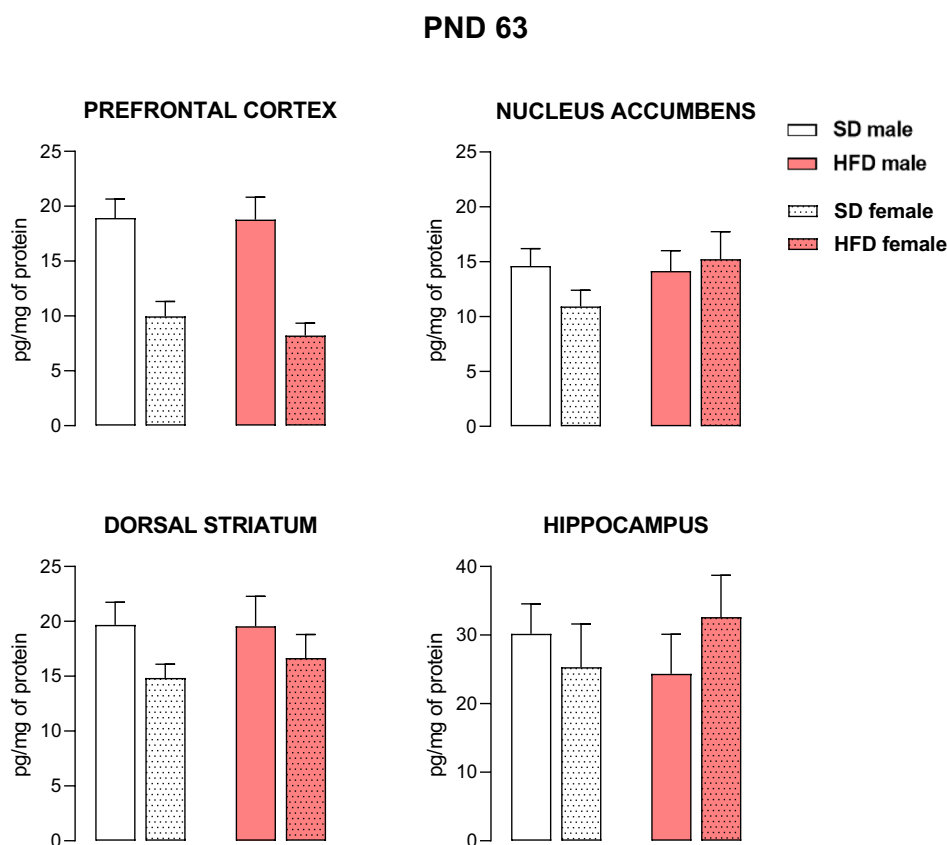 PND 63
PREFRONTAL CORTEX
25
20
15
10
5
0
pg/mg of protein
NUCLEUS ACCUMBENS
25
20
15
10
5
0
pg/mg of protein
SD male
HFD male
SD female
HFD female
DORSAL STRIATUM
25
20
15
10
5
0
pg/mg of protein
HIPPOCAMPUS
40
30
20
10
0
pg/mg of protein